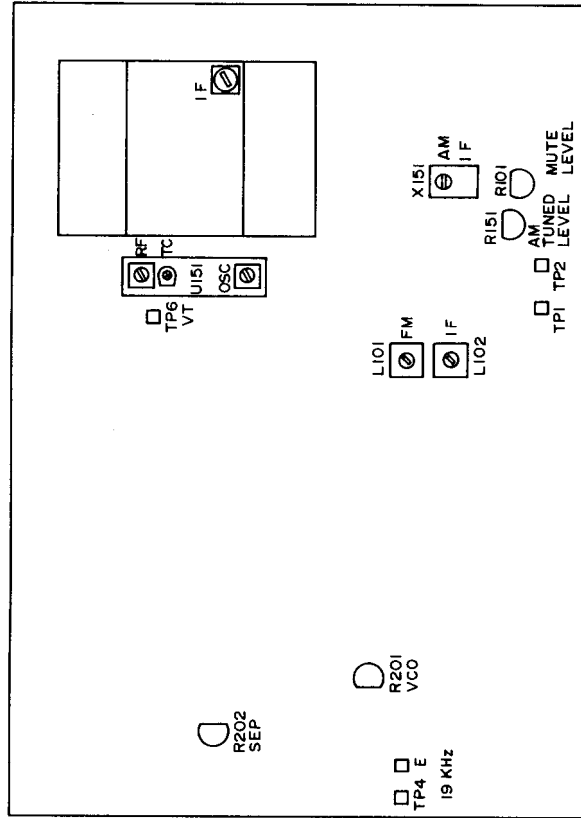 IF
RF
TC
U151
OSC
TP6
VT
X151
AM
IF
R101
MUTE
LEVEL
R151
AM
TUNED
LEVEL
TP2
TP1
L101
FM
IF
L102
R201
VCO
R202
SEP
TP4 E
19 KHz